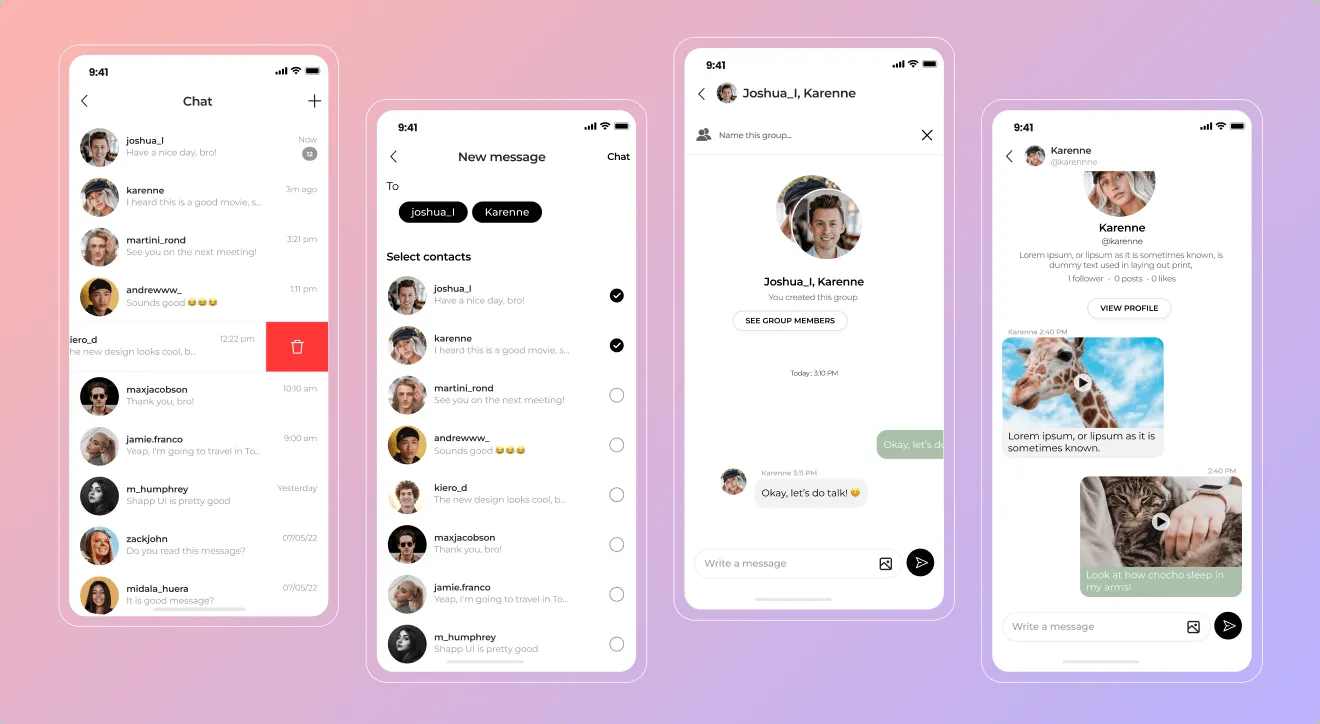 9:41
Chat
joshua_l
Now
Have a nice day, bro!
12
karenne
3m ago
I heard this is a good movie, s...
martini_rond
3:21 pm
See you on the next meeting!
andrewww_
1:11 pm
Sounds good 😂😂😂
iero_d
12:22 pm
he new design looks cool, b...
maxjacobson
10:10 am
Thank you, bro!
jamie.franco
9:00 am
Yeap, I'm going to travel in To...
m_humphrey
Yesterday
Shapp UI is pretty good
zackjohn
07/05/22
Do you read this message?
midala_huera
07/05/22
It is good message?
9:41
New message
Chat
To
joshua_l
Karenne
Select contacts
joshua_l
Have a nice day, bro!
karenne
I heard this is a good movie, s...
martini_rond
See you on the next meeting!
andrewww_
Sounds good 😂😂😂
kiero_d
The new design looks cool, b...
maxjacobson
Thank you, bro!
jamie.franco
Yeap, I'm going to travel in To...
m_humphrey
Shapp UI is pretty good
9:41
Joshua_l, Karenne
Name this group...
Joshua_l, Karenne
You created this group
SEE GROUP MEMBERS
Today : 3:10 PM
Okay, let's do
Karenne 3:11 PM
Okay, let's do talk! 😋
Write a message
9:41
Karenne
@karennne
Karenne
@karenne
Lorem ipsum, or lipsum as it is sometimes known, is
dummy text used in laying out print,
1 follower - 0 posts - 0 likes
VIEW PROFILE
Karenne 2:40 PM
Lorem ipsum, or lipsum as it is
sometimes known.
2:40 PM
Look at how chocho sleep in
my arms!
Write a message